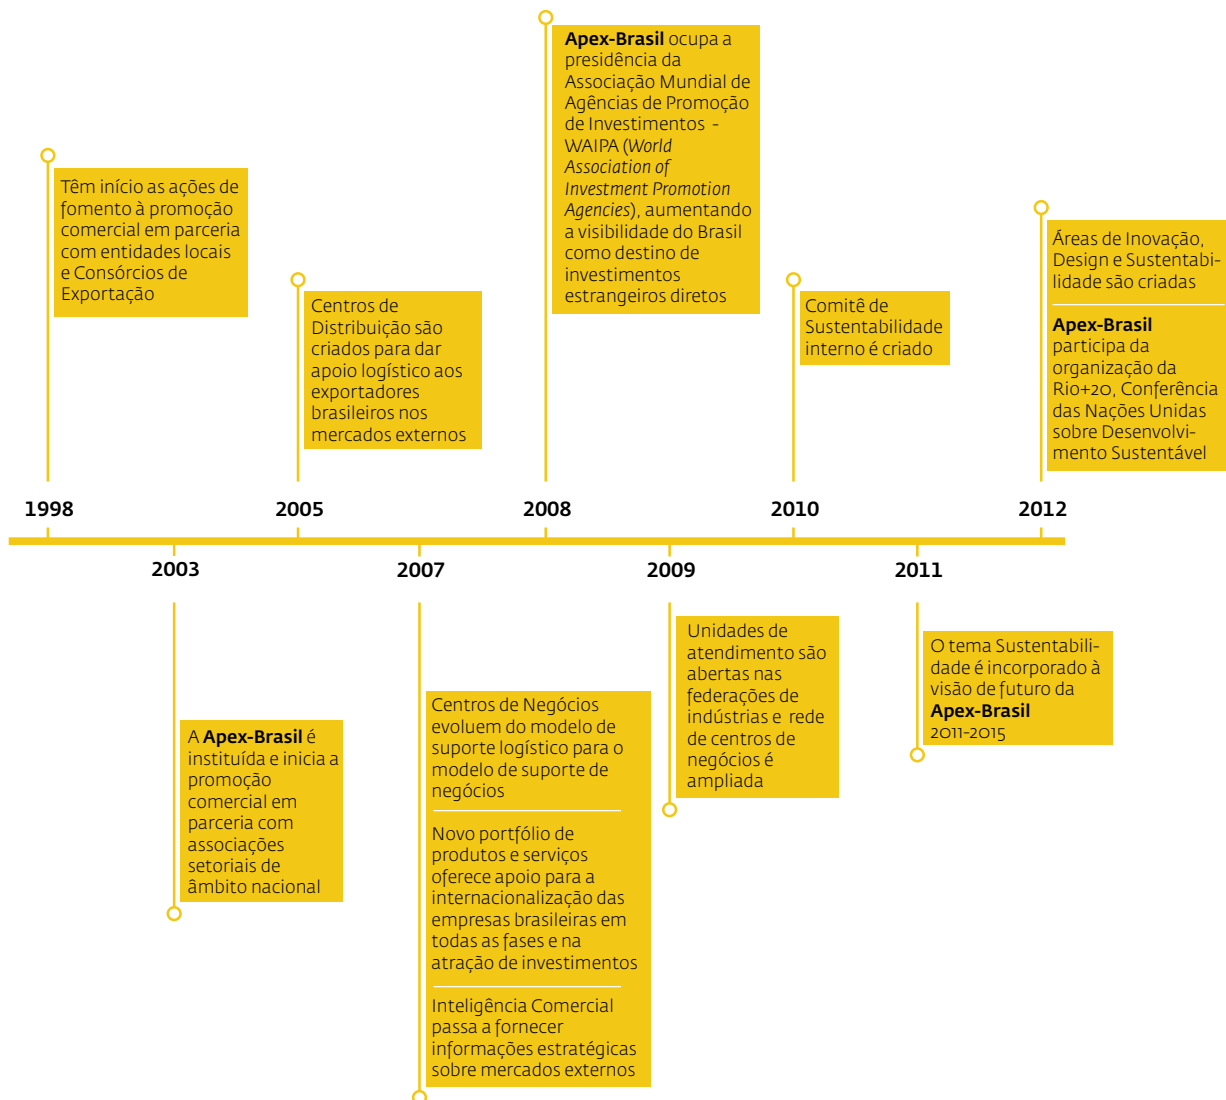 1998
Têm início as ações de
fomento à promoção
comercial em parceria
com entidades locais
e Consórcios de
Exportação
2003
A Apex-Brasil é
instituída e inicia a
promoção
comercial em
parceria com
associações
setoriais de
âmbito nacional
2005
Centros de
Distribuição são
criados para dar
apoio logístico aos
exportadores
brasileiros nos
mercados externos
2007
Centros de Negócios
evoluem do modelo de
suporte logístico para o
modelo de suporte de
negócios
Novo portfólio de
produtos e serviços
oferece apoio para a
internacionalização das
empresas brasileiras em
todas as fases e na
atração de investimentos
Inteligência Comercial
passa a fornecer
informações estratégicas
sobre mercados externos
2008
Apex-Brasil ocupa a
presidência da
Associação Mundial de
Agências de Promoção
de Investimentos -
WAIPA (World
Association of
Investment Promotion
Agencies), aumentando
a visibilidade do Brasil
como destino de
investimentos
estrangeiros diretos
2009
Unidades de
atendimento são
abertas nas
federações de
indústrias e rede
de centros de
negócios é
ampliada
2010
Comitê de
Sustentabilidade
interno é criado
2011
O tema Sustentabili-
dade é incorporado à
visão de futuro da
Apex-Brasil
2011-2015
2012
Áreas de Inovação,
Design e Sustentabi-
lidade são criadas
Apex-Brasil
participa da
organização da
Rio+20, Conferência
das Nações Unidas
sobre Desenvolvi-
mento Sustentável